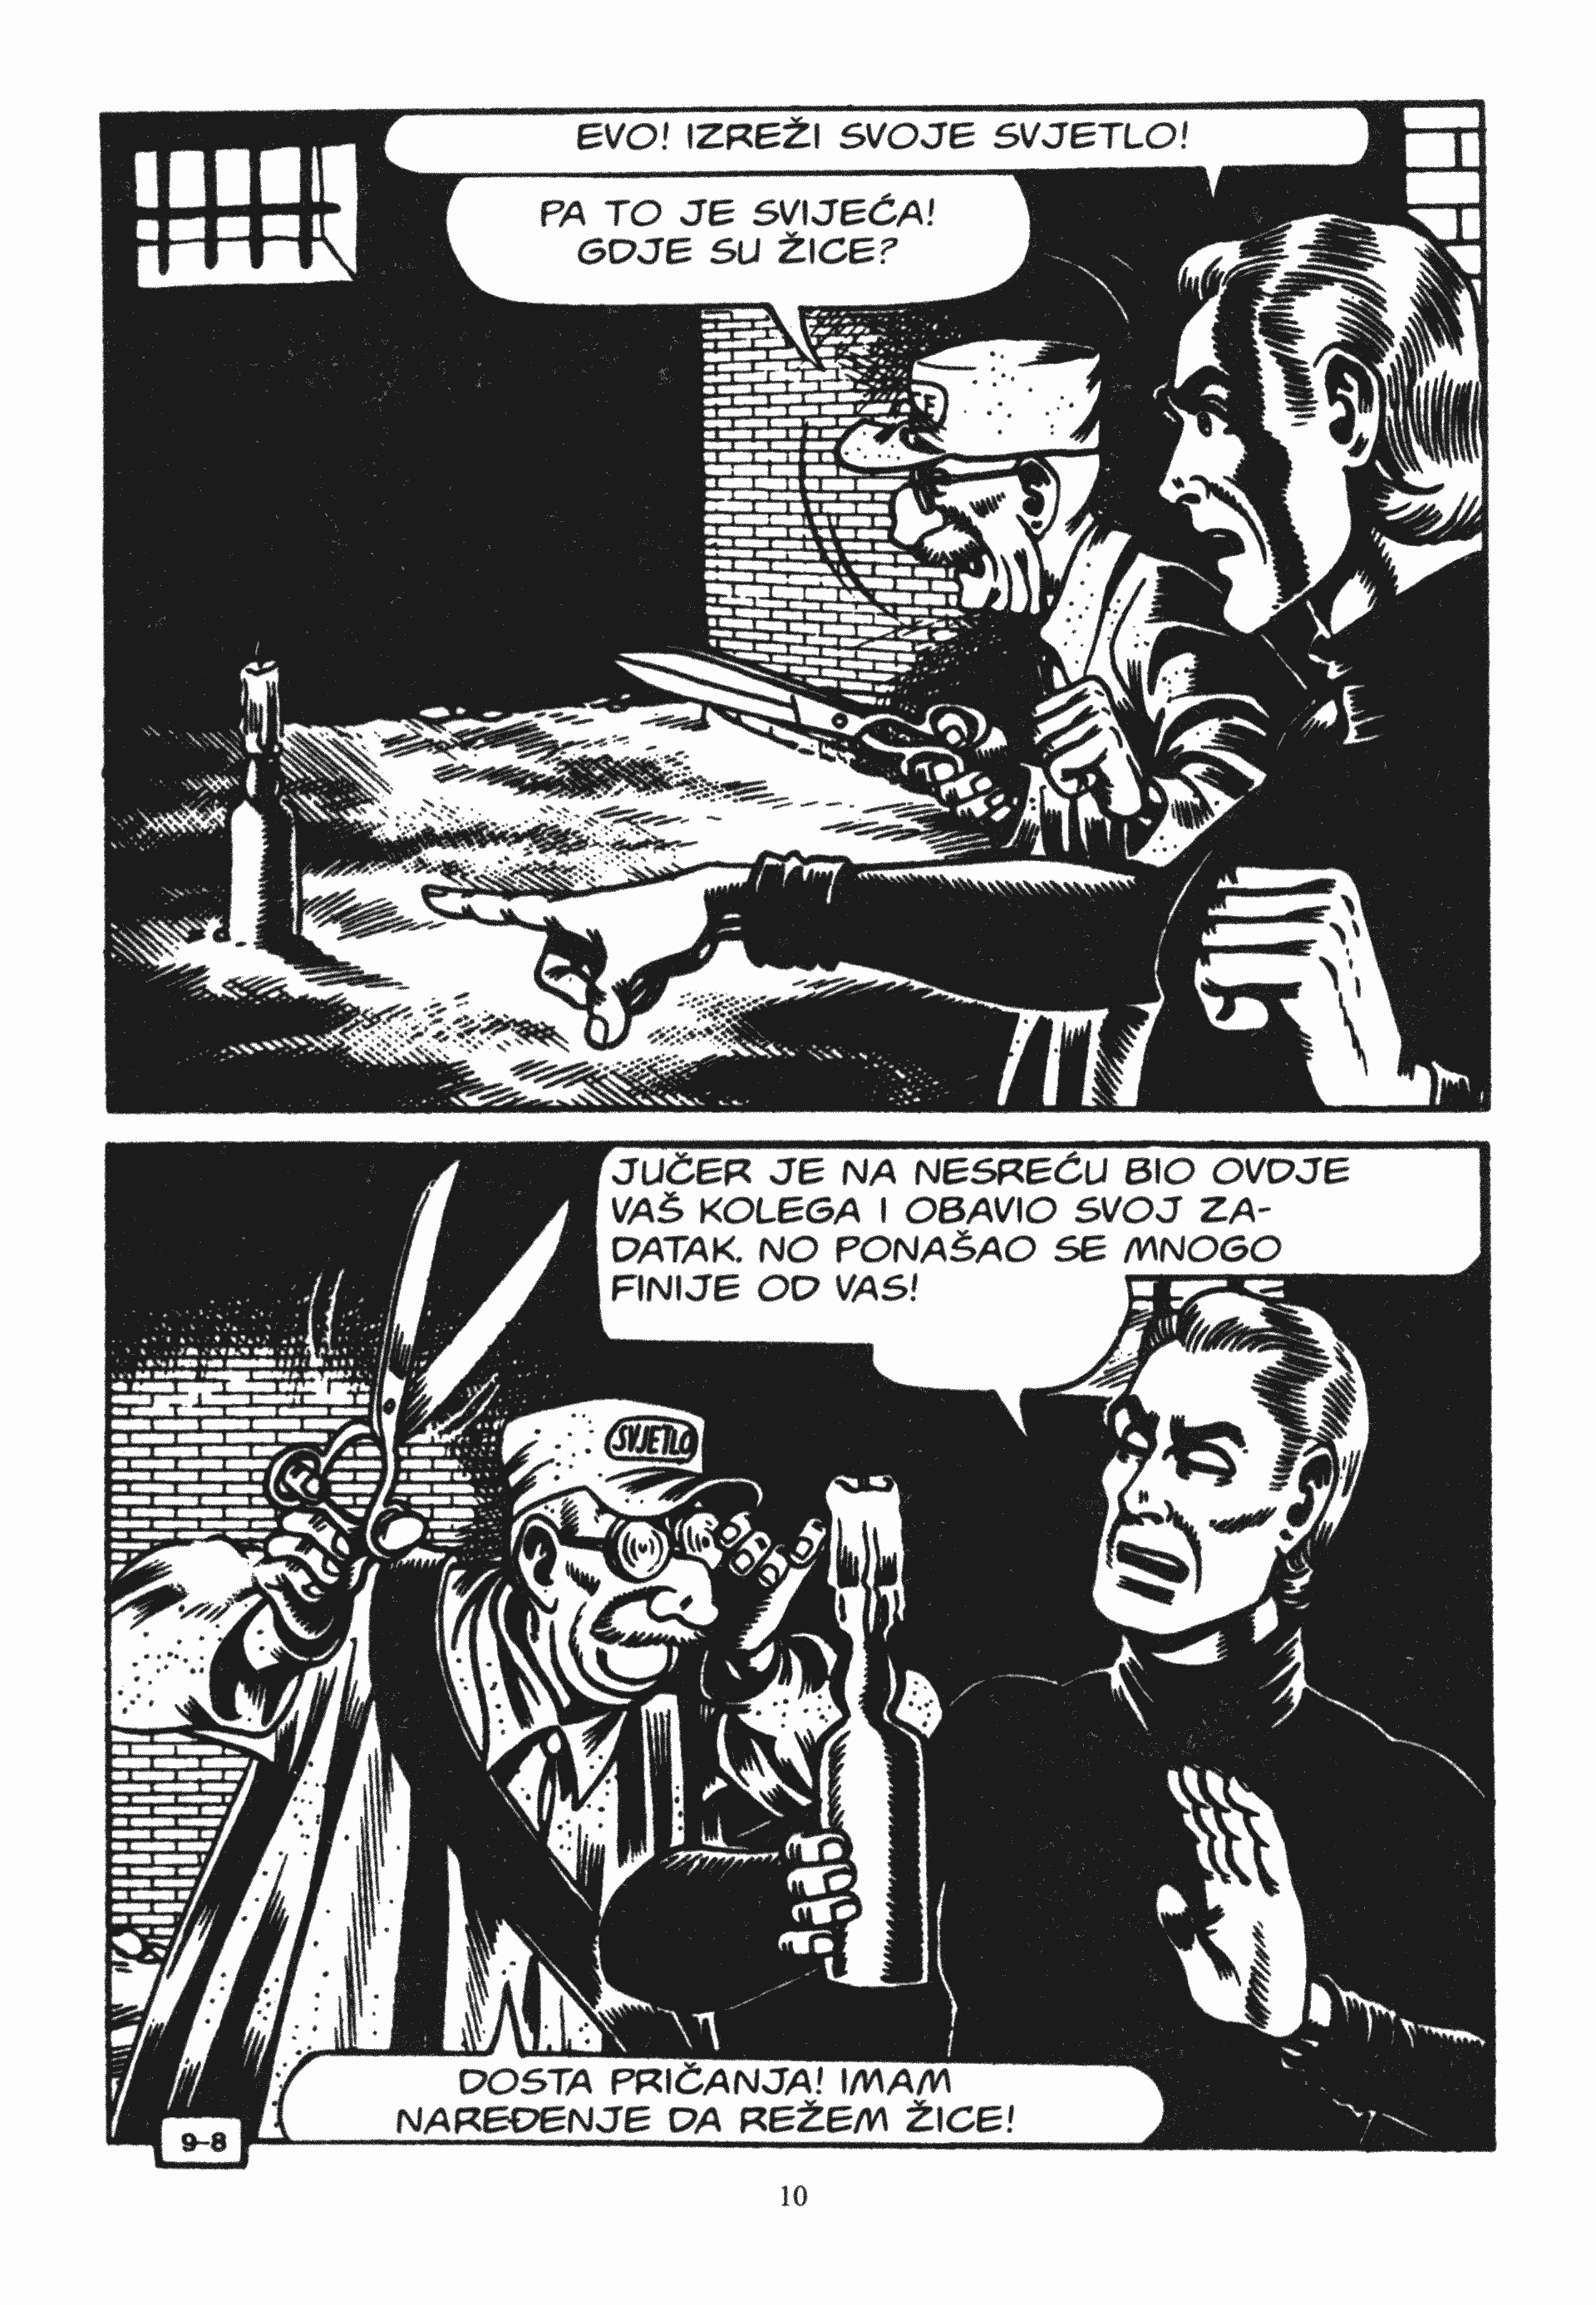 EVO! IZREŽI SVOJE SVJETLO!
PA TO JE SVIJEĆA!
GDJE SU ŽICE?
JUČER JE NA NESREĆU BIO OVDJE
VAŠ KOLEGA I OBAVIO SVOJ ZA-
DATAK. NO PONAŠAO SE MNOGO
FINIJE OD VAS!
SVJETLO
DOSTA PRIČANJA! IMAM
NAREĐENJE DA REŽEM ŽICE!
9-8
10